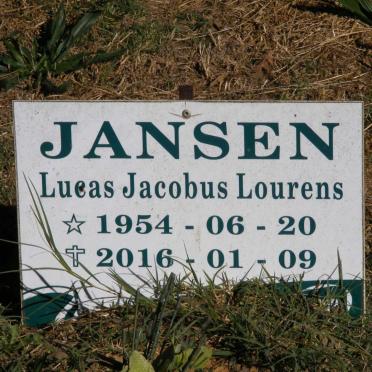 JANSEN
Lucas Jacobus Lourens
☆ 1954 - 06 - 20
✞ 2016 - 01 - 09